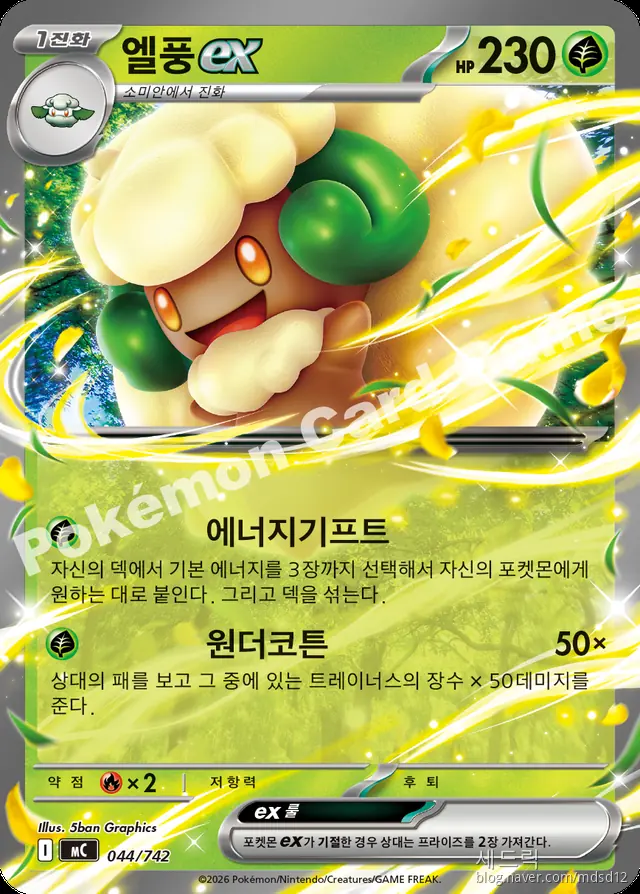 1진화 엘풍 ex HP 230
소미안에서 진화
Pokémon Card Game
에너지기프트
자신의 덱에서 기본 에너지를 3장까지 선택해서 자신의 포켓몬에게
원하는 대로 붙인다. 그리고 덱을 섞는다.
원더코튼 50×
상대의 패를 보고 그 중에 있는 트레이너스의 장수 × 50데미지를
준다.
약점 ×2 저항력 후퇴
Illus. 5ban Graphics
ex 룰
I MC 044/742
포켓몬 ex가 기절한 경우 상대는 프라이즈를 2장 가져간다.
세드릭
blog.naver.com/mdsd12
©2026 Pokémon/Nintendo/Creatures/GAME FREAK.